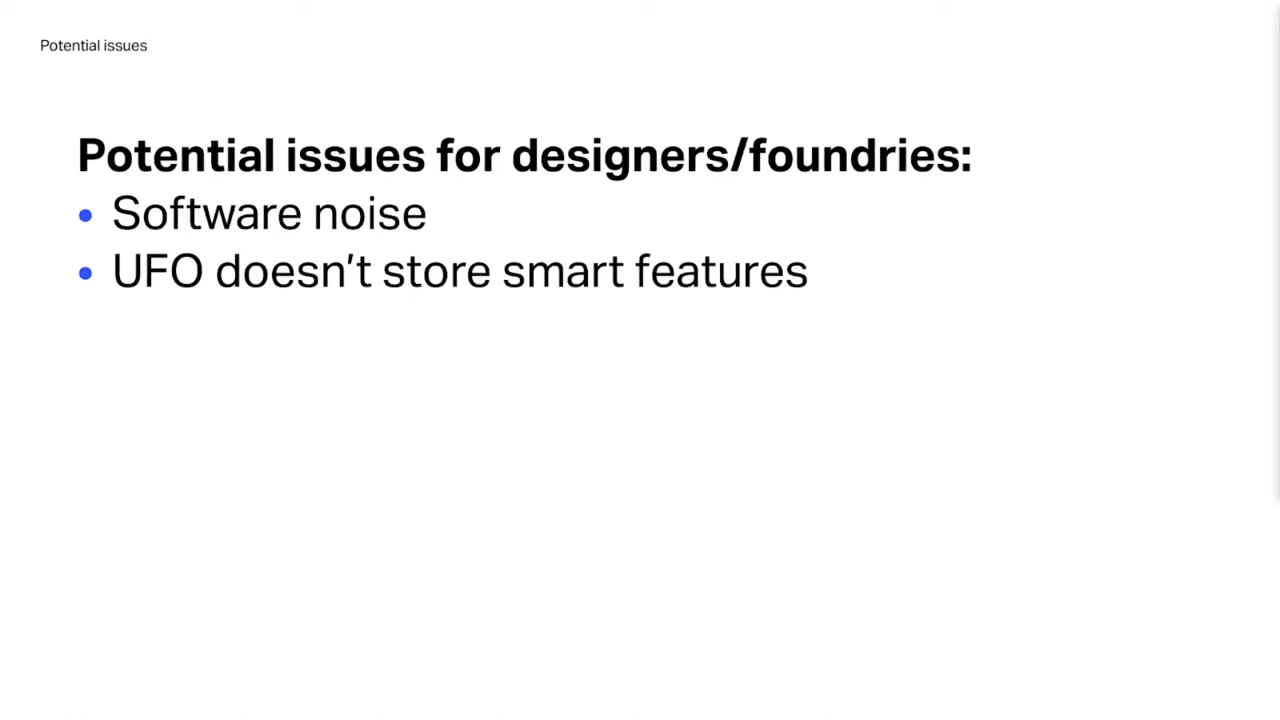 Potential issues
Potential issues for designers/foundries:
• Software noise
• UFO doesn’t store smart features